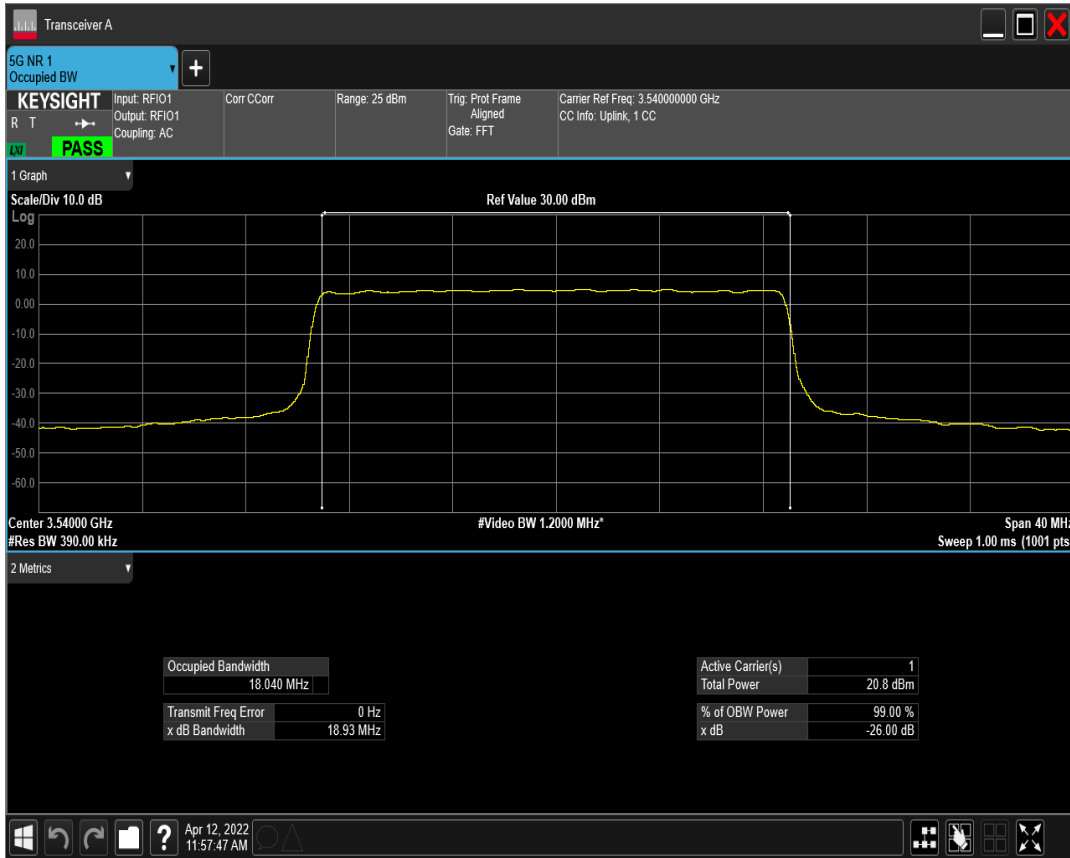 Transceiver A
5G NR 1
Occupied BW
KEYSIGHT
R T
LXI
PASS
Input: RFIO1
Output: RFIO1
Coupling: AC
Corr CCorr
Range: 25 dBm
Trig: Prot Frame
Aligned
Gate: FFT
Carrier Ref Freq: 3.540000000 GHz
CC Info: Uplink, 1 CC
1 Graph
Scale/Div 10.0 dB
Ref Value 30.00 dBm
Log
20.0
10.0
0.00
-10.0
-20.0
-30.0
-40.0
-50.0
-60.0
Center 3.54000 GHz
#Video BW 1.2000 MHz*
Span 40 MHz
#Res BW 390.00 kHz
Sweep 1.00 ms (1001 pts
2 Metrics
Occupied Bandwidth
18.040 MHz
Transmit Freq Error 0 Hz
x dB Bandwidth 18.93 MHz
Active Carrier(s) 1
Total Power 20.8 dBm
% of OBW Power 99.00 %
x dB -26.00 dB
Apr 12, 2022
11:57:47 AM